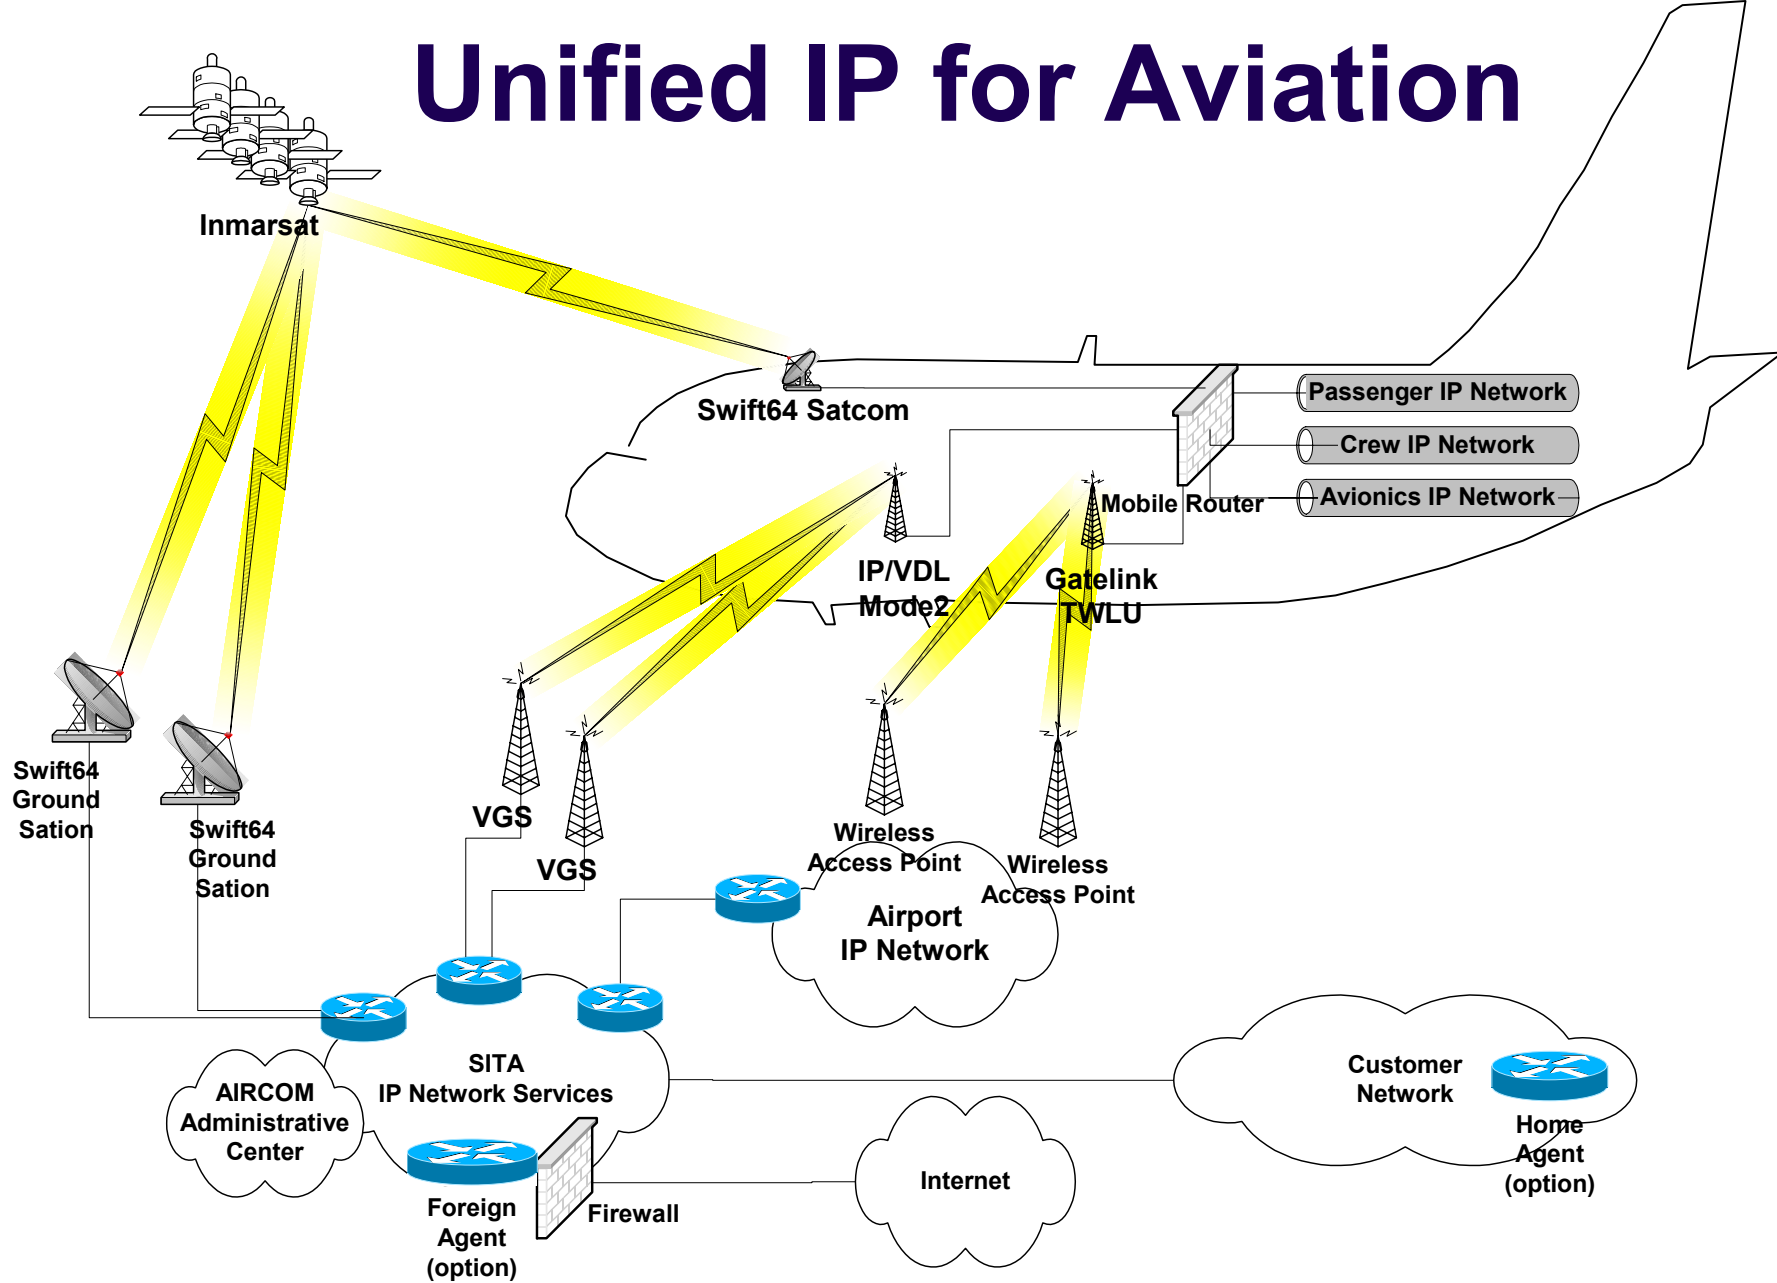 Unified IP for Aviation
Inmarsat
Swift64 Satcom
Passenger IP Network
Crew IP Network
Avionics IP Network
Mobile Router
IP/VDL
Mode2
Gatelink
TWLU
Swift64
Ground
Sation
Swift64
Ground
Sation
VGS
VGS
Wireless
Access Point
Wireless
Access Point
Airport
IP Network
SITA
IP Network Services
AIRCOM
Administrative
Center
Customer
Network
Home
Agent
(option)
Internet
Foreign
Agent
(option)
Firewall